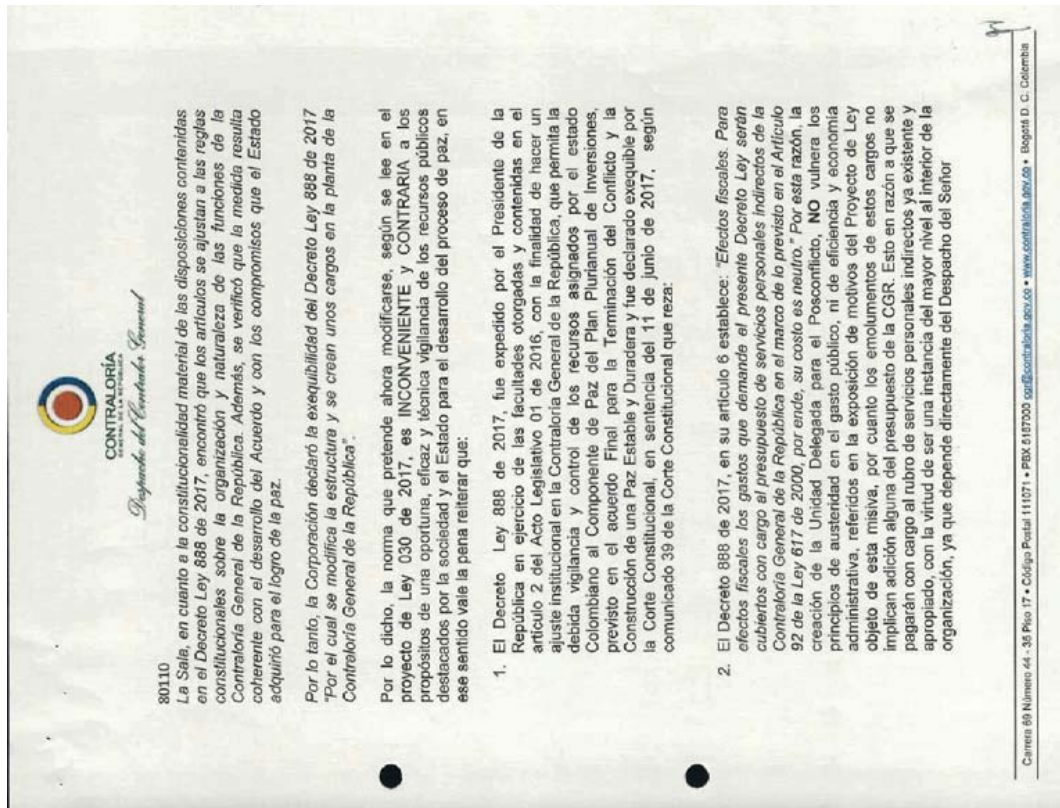 CONTRALORÍA
GENERAL DE LA REPÚBLICA
Despacho del Contralor General
80110
La Sala, en cuanto a la constitucionalidad material de las disposiciones contenidas
en el Decreto Ley 888 de 2017, encontró que los artículos se ajustan a las reglas
constitucionales sobre la organización y naturaleza de las funciones de la
Contraloría General de la República. Además, se verificó que la medida resulta
coherente con el desarrollo del Acuerdo y con los compromisos que el Estado
adquirió para el logro de la paz.
Por lo tanto, la Corporación declaró la exequibilidad del Decreto Ley 888 de 2017
"Por el cual se modifica la estructura y se crean unos cargos en la planta de la
Contraloría General de la República".
Por lo dicho, la norma que pretende ahora modificarse, según se lee en el
proyecto de Ley 030 de 2017, es INCONVENIENTE y CONTRARIA a los
propósitos de una oportuna, eficaz y técnica vigilancia de los recursos públicos
destacados por la sociedad y el Estado para el desarrollo del proceso de paz, en
ese sentido vale la pena reiterar que:
1. El Decreto Ley 888 de 2017, fue expedido por el Presidente de la
República en ejercicio de las facultades otorgadas y contenidas en el
artículo 2 del Acto Legislativo 01 de 2016, con la finalidad de hacer un
ajuste institucional en la Contraloría General de la República, que permita la
debida vigilancia y control de los recursos asignados por el estado
Colombiano al Componente de Paz del Plan Plurianual de Inversiones,
previsto en el acuerdo Final para la Terminación del Conflicto y la
Construcción de una Paz Estable y Duradera y fue declarado exequible por
la Corte Constitucional, en sentencia del 11 de junio de 2017, según
comunicado 39 de la Corte Constitucional que reza:
2. El Decreto 888 de 2017, en su artículo 6 establece: "Efectos fiscales. Para
efectos fiscales los gastos que demande el presente Decreto Ley serán
cubiertos con cargo al presupuesto de servicios personales indirectos de la
Contraloría General de la República en el marco de lo previsto en el Artículo
92 de la Ley 617 de 2000, por ende, su costo es neutro." Por esta razón, la
creación de la Unidad Delegada para el Posconflicto, NO vulnera los
principios de austeridad en el gasto público, ni de eficiencia y economía
administrativa, referidos en la exposición de motivos del Proyecto de Ley
objeto de esta misiva, por cuanto los emolumentos de estos cargos no
implican adición alguna del presupuesto de la CGR. Esto en razón a que se
pagarán con cargo al rubro de servicios personales indirectos ya existente y
apropiado, con la virtud de ser una instancia del mayor nivel al interior de la
organización, ya que depende directamente del Despacho del Señor
Carrera 69 Número 44 - 35 Piso 17 • Código Postal 111071 • PBX 5187000 cgr@contraloria.gov.co • www.contraloria.gov.co • Bogotá D. C. Colombia